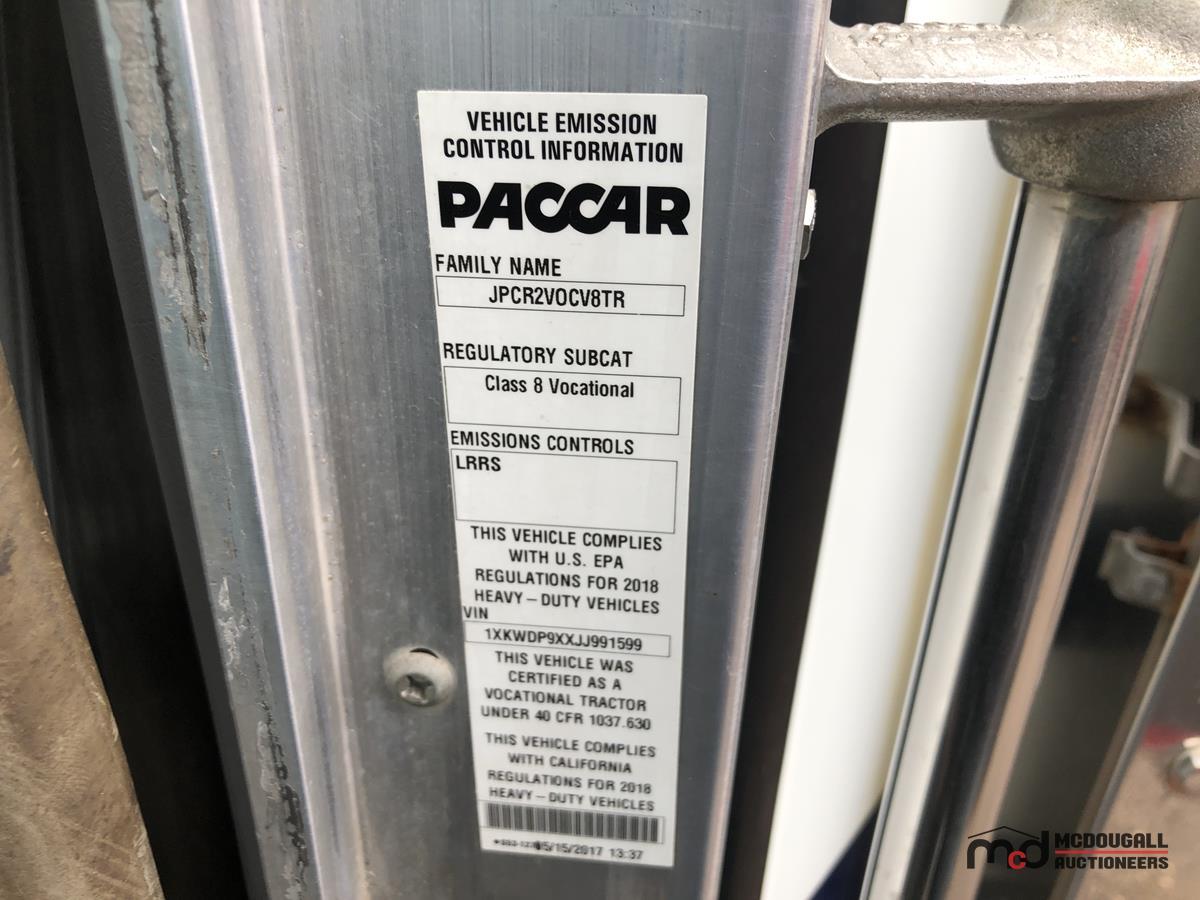 VEHICLE EMISSION
CONTROL INFORMATION
PACCAR
FAMILY NAME
JPCR2VOCV8TR
REGULATORY SUBCAT
Class 8 Vocational
EMISSIONS CONTROLS
LRRS
THIS VEHICLE COMPLIES
WITH U.S. EPA
REGULATIONS FOR 2018
HEAVY – DUTY VEHICLES
VIN
1XKWDP9XXJJ991599
THIS VEHICLE WAS
CERTIFIED AS A
VOCATIONAL TRACTOR
UNDER 40 CFR 1037.630
THIS VEHICLE COMPLIES
WITH CALIFORNIA
REGULATIONS FOR 2018
HEAVY – DUTY VEHICLES
05/15/2017 13:37
mcd MCDOUGALL
AUCTIONEERS